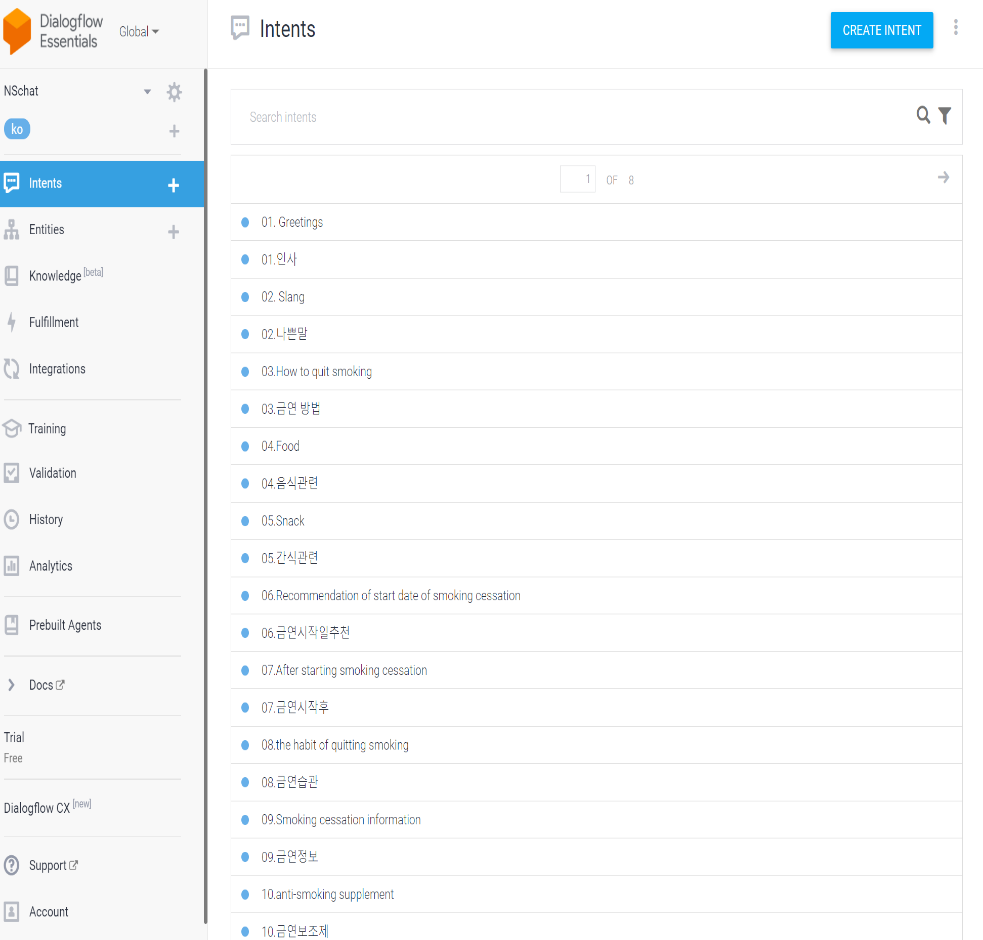 Dialogflow
Essentials
Global
Intents
CREATE INTENT
NSchat
ko
Intents
Entities
Knowledge [beta]
Fulfillment
Integrations
Training
Validation
History
Analytics
Prebuilt Agents
Docs
Trial
Free
Dialogflow CX [new]
Support
Account
Search intents
1 OF 8
01. Greetings
01.인사
02. Slang
02.나쁜말
03.How to quit smoking
03.금연 방법
04.Food
04.음식관련
05.Snack
05.간식관련
06.Recommendation of start date of smoking cessation
06.금연시작일추천
07.After starting smoking cessation
07.금연시작후
08.the habit of quitting smoking
08.금연습관
09.Smoking cessation information
09.금연정보
10.anti-smoking supplement
10.금연보조제